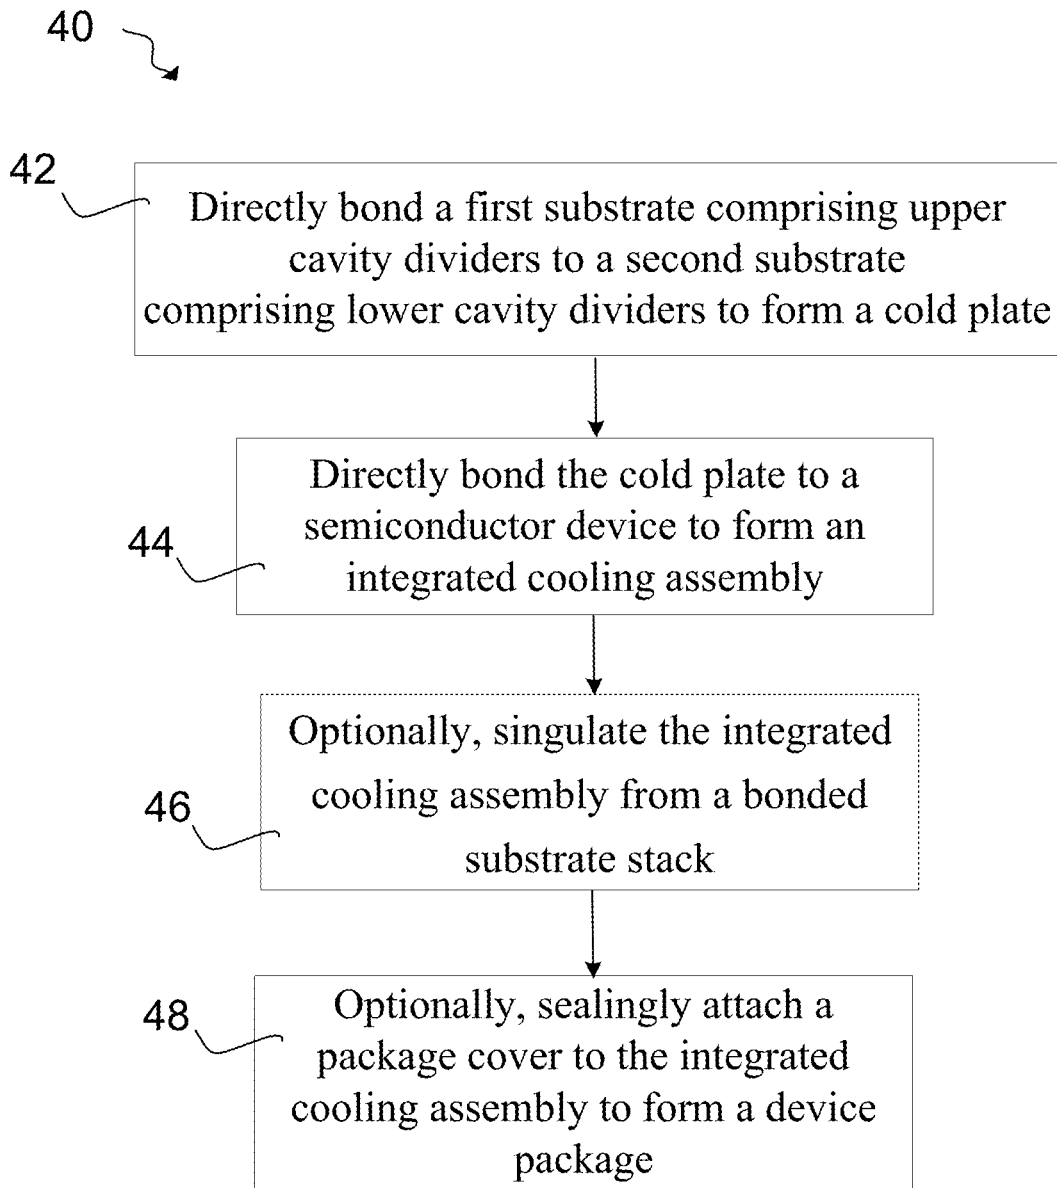 40
42
Directly bond a first substrate comprising upper
cavity dividers to a second substrate
comprising lower cavity dividers to form a cold plate
44
Directly bond the cold plate to a
semiconductor device to form an
integrated cooling assembly
46
Optionally, singulate the integrated
cooling assembly from a bonded
substrate stack
48
Optionally, sealingly attach a
package cover to the integrated
cooling assembly to form a device
package